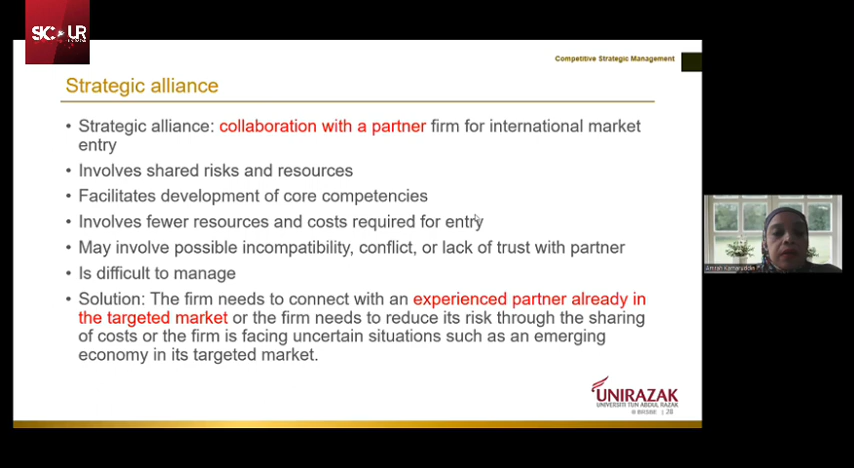 SIC UR
Competitive Strategic Management
Strategic alliance
• Strategic alliance: collaboration with a partner firm for international market
entry
• Involves shared risks and resources
• Facilitates development of core competencies
• Involves fewer resources and costs required for entry
• May involve possible incompatibility, conflict, or lack of trust with partner
• Is difficult to manage
• Solution: The firm needs to connect with an experienced partner already in
the targeted market or the firm needs to reduce its risk through the sharing
of costs or the firm is facing uncertain situations such as an emerging
economy in its targeted market.
UNIRAZAK
UNIVERSITI TUN ABDUL RAZAK
| 28